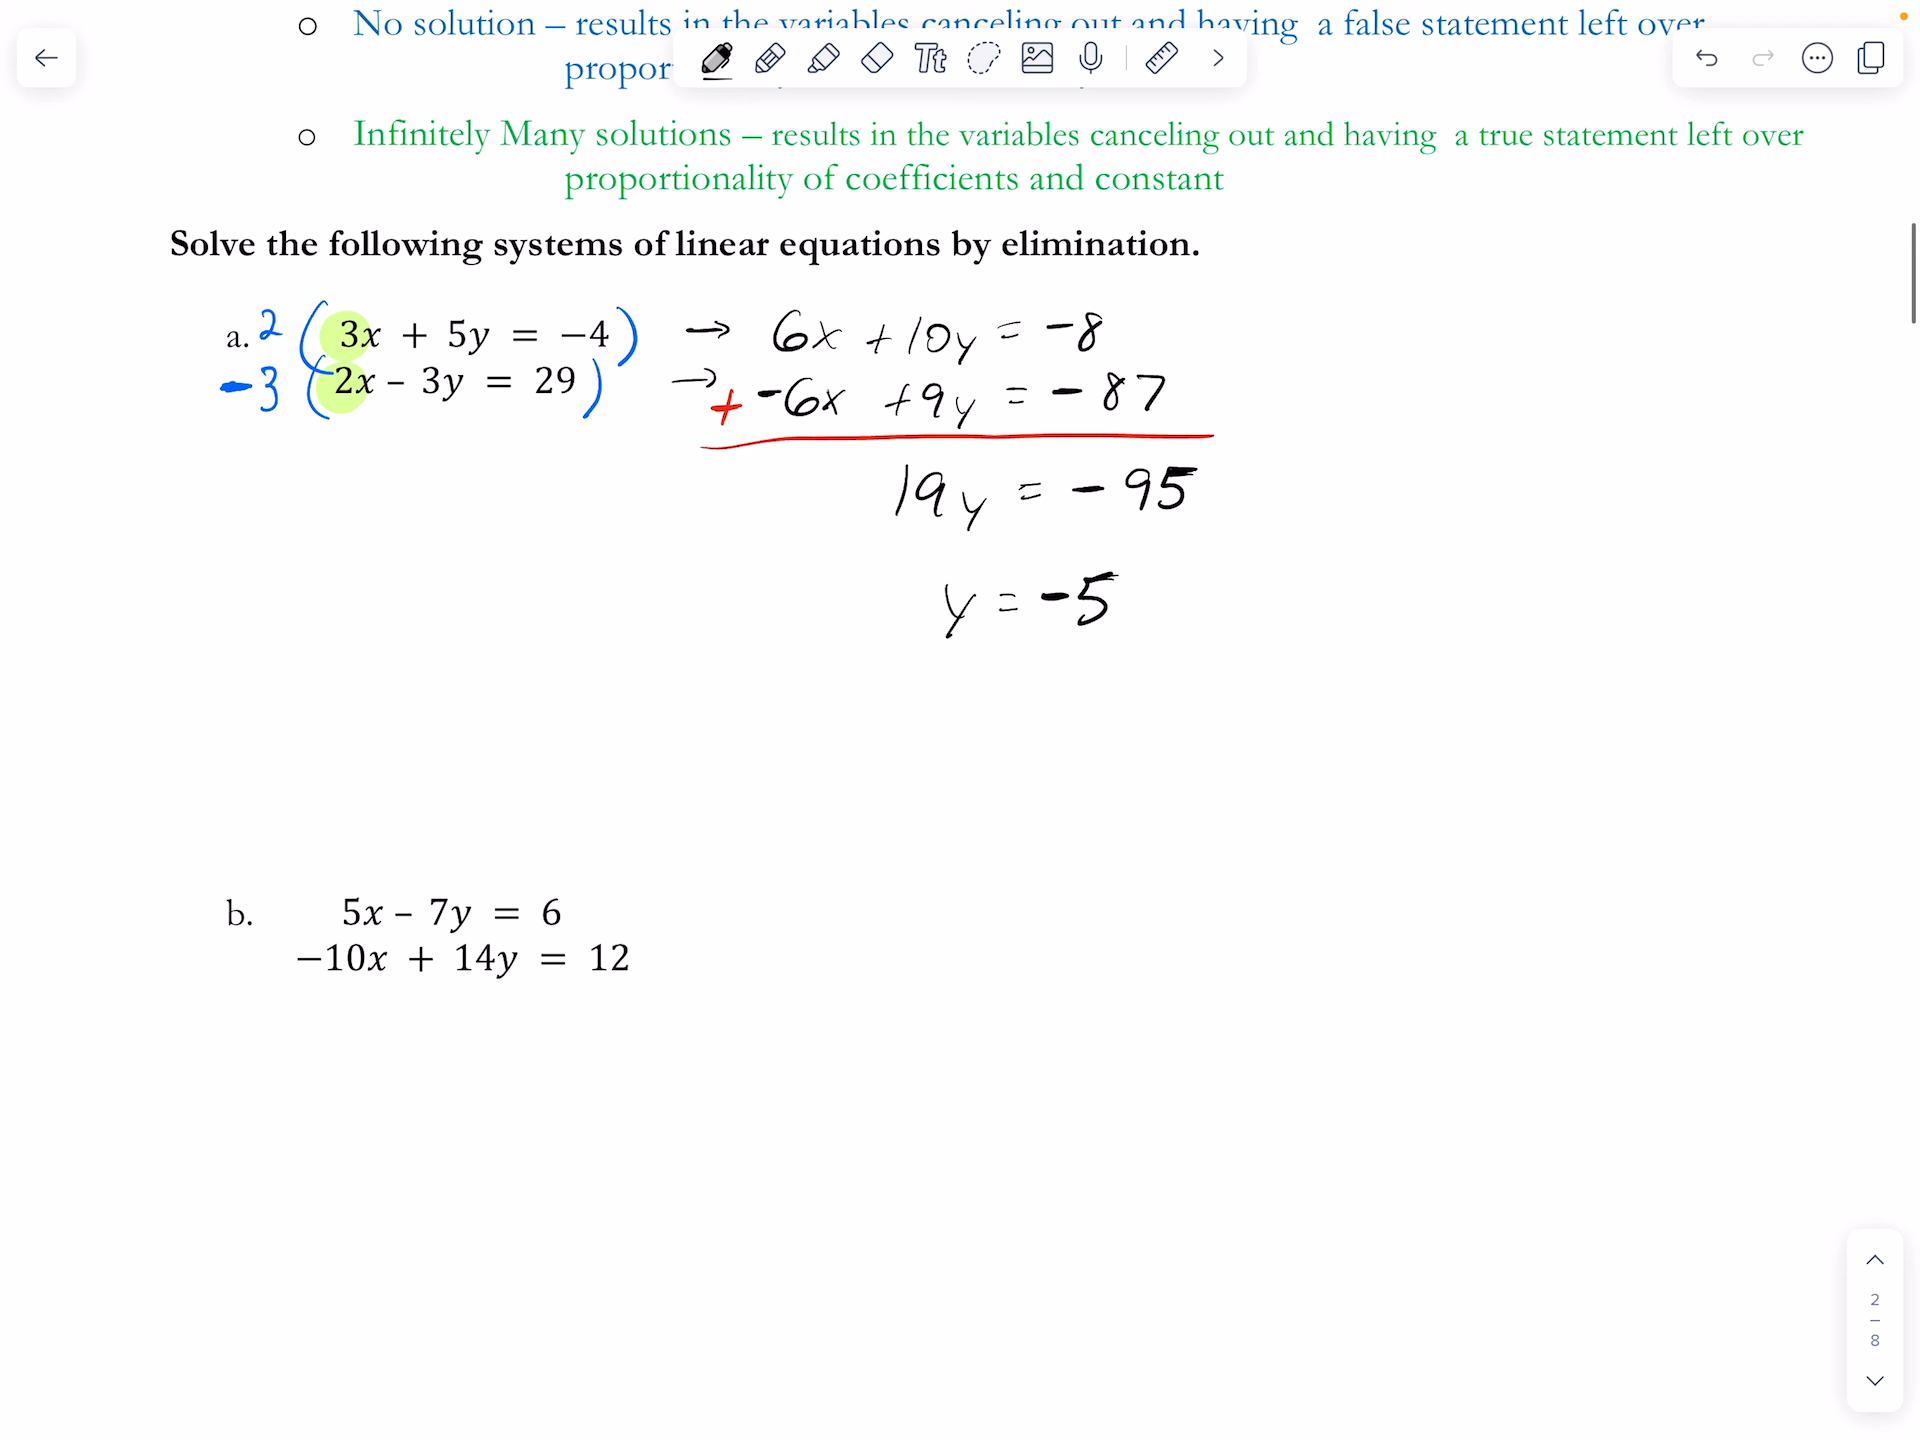 No solution – results in the variables canceling out and having a false statement left over
Infinitely Many solutions – results in the variables canceling out and having a true statement left over
proportionality of coefficients and constant
Solve the following systems of linear equations by elimination.
a. 2 ( 3x + 5y = −4 ) → 6x + 10y = -8
-3 ( 2x – 3y = 29 ) → + -6x + 9y = - 87
19y = - 95
y = -5
b. 5x – 7y = 6
−10x + 14y = 12
Tt
2
8